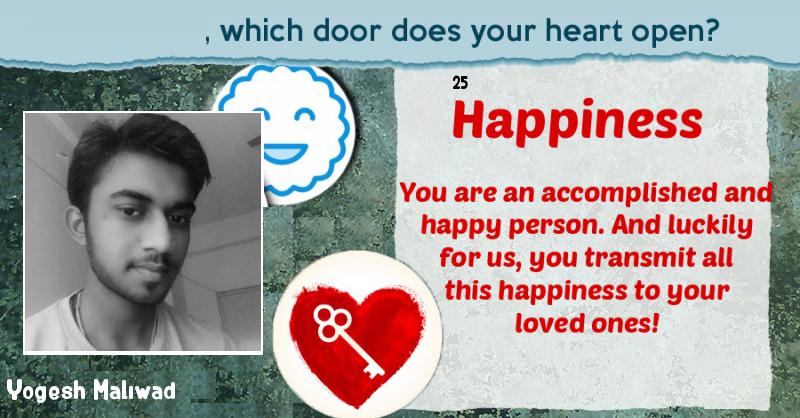 , which door does your heart open?
25
Happiness
You are an accomplished and
happy person. And luckily
for us, you transmit all
this happiness to your
loved ones!
Yogesh Maliwad